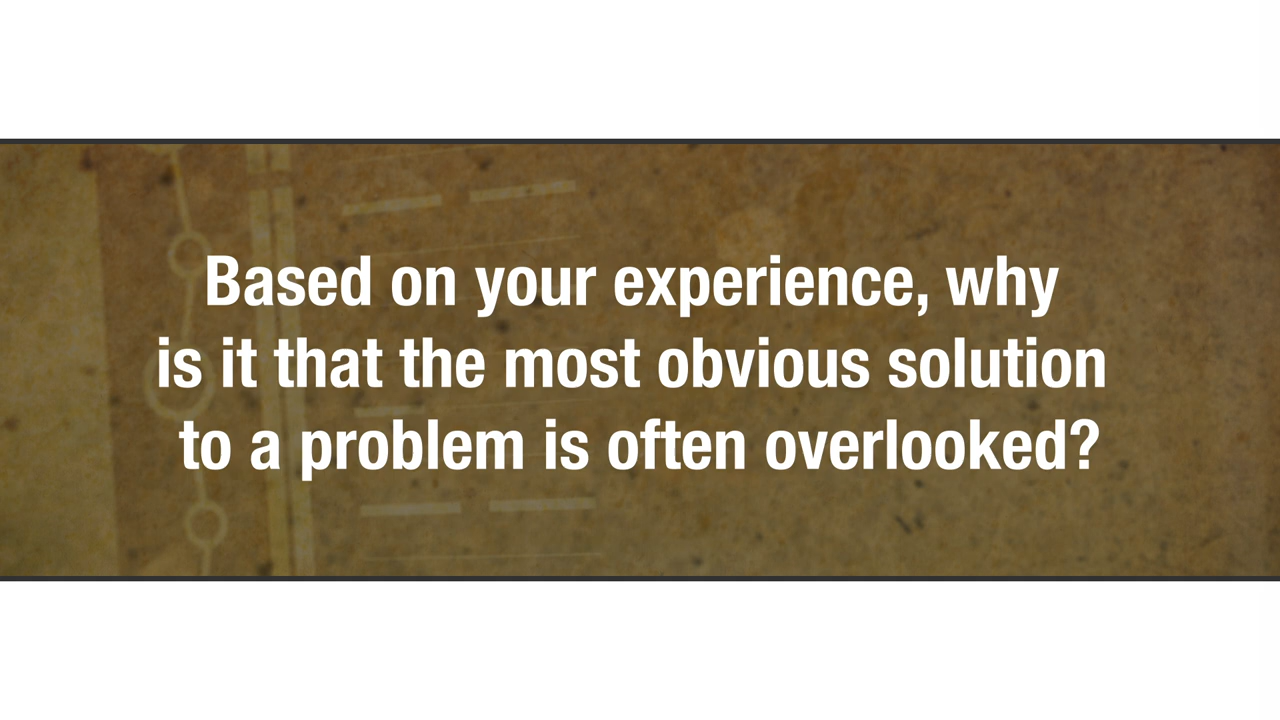 Based on your experience, why
is it that the most obvious solution
to a problem is often overlooked?